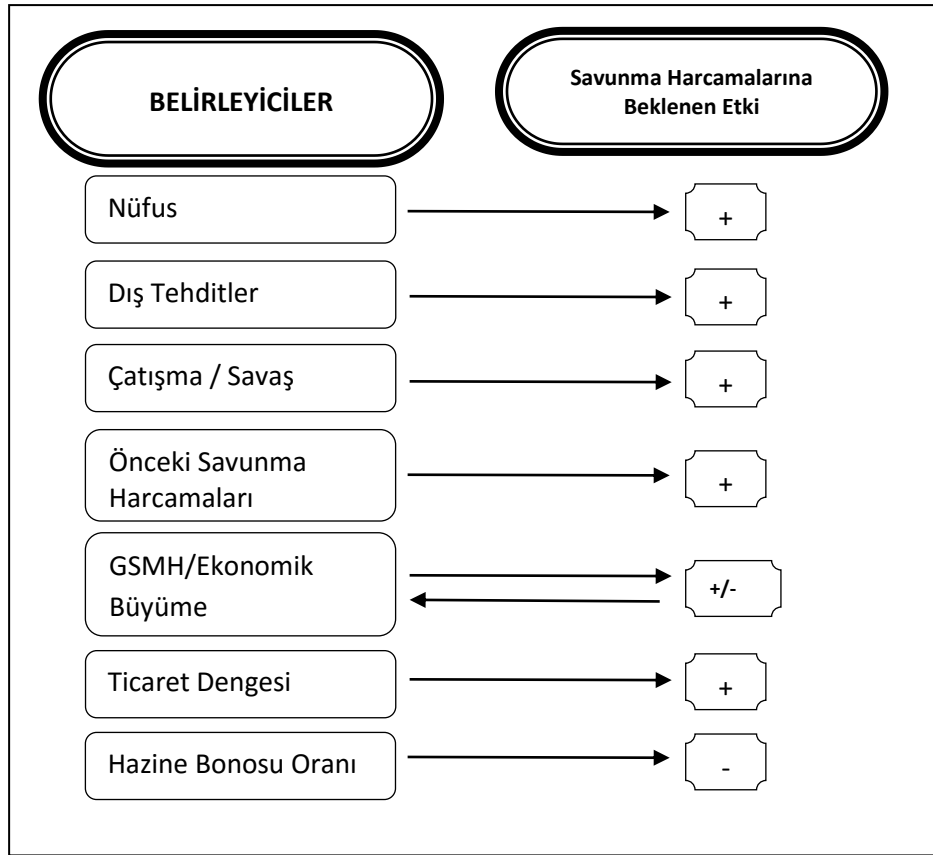 BELİRLEYİCİLER
Savunma Harcamalarına
Beklenen Etki
Nüfus
+
Dış Tehditler
+
Çatışma / Savaş
+
Önceki Savunma
Harcamaları
+
GSMH/Ekonomik
Büyüme
+/-
Ticaret Dengesi
+
Hazine Bonosu Oranı
-